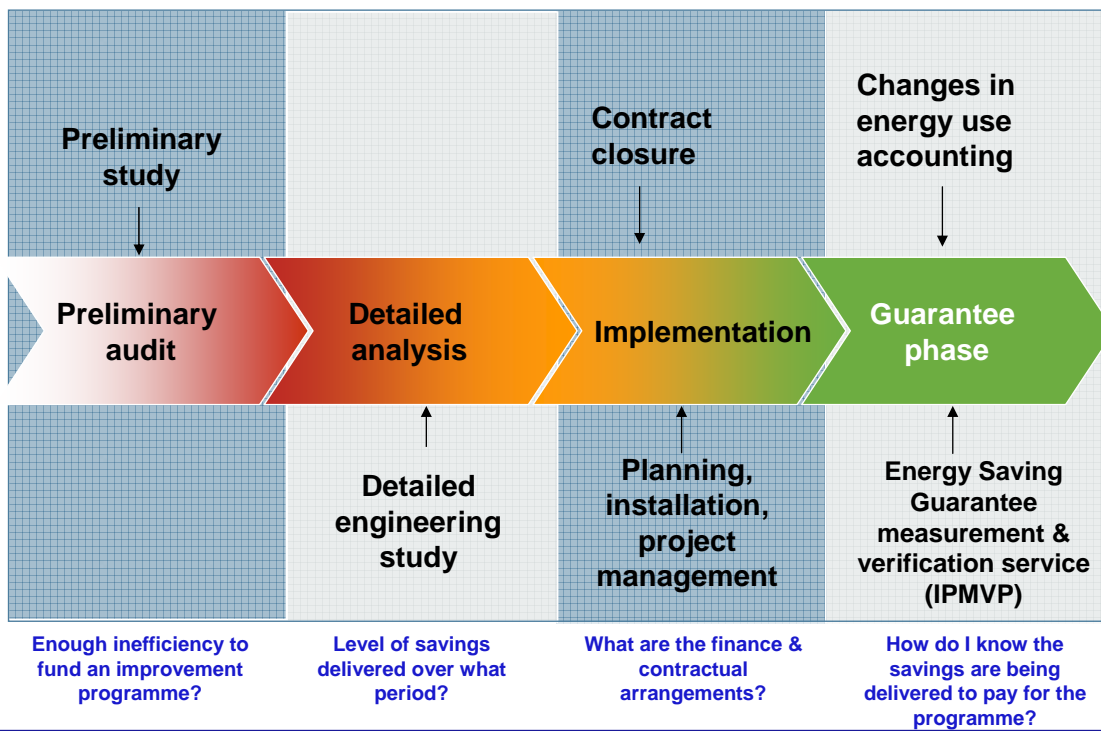 Preliminary
study
Contract
closure
Changes in
energy use
accounting
Preliminary
audit
Detailed
analysis
Implementation
Guarantee
phase
Detailed
engineering
study
Planning,
installation,
project
management
Energy Saving
Guarantee
measurement &
verification service
(IPMVP)
Enough inefficiency to
fund an improvement
programme?
Level of savings
delivered over what
period?
What are the finance &
contractual
arrangements?
How do I know the
savings are being
delivered to pay for the
programme?